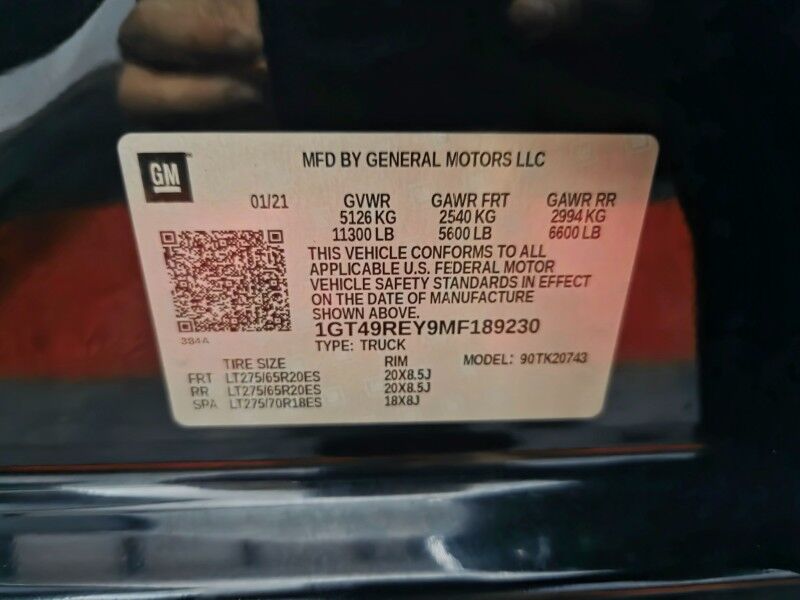 GM
MFD BY GENERAL MOTORS LLC
01/21 GVWR GAWR FRT GAWR RR
5126 KG 2540 KG 2994 KG
11300 LB 5600 LB 6600 LB
THIS VEHICLE CONFORMS TO ALL
APPLICABLE U.S. FEDERAL MOTOR
VEHICLE SAFETY STANDARDS IN EFFECT
ON THE DATE OF MANUFACTURE
SHOWN ABOVE.
1GT49REY9MF189230
384A
TYPE: TRUCK
TIRE SIZE RIM MODEL: 90TK20743
FRT LT275/65R20ES 20X8.5J
RR LT275/65R20ES 20X8.5J
SPA LT275/70R18ES 18X8J